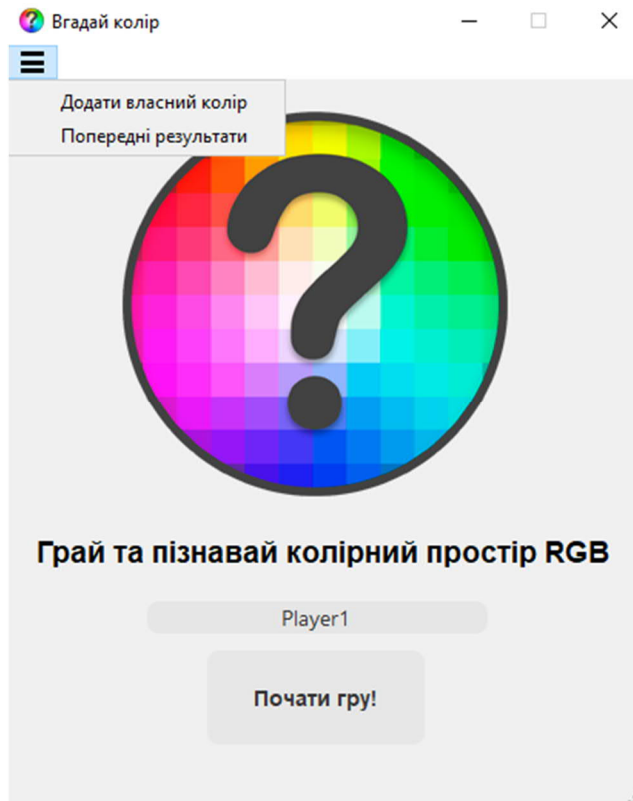 Вгадай колір
Додати власний колір
Попередні результати
?
Грай та пізнавай колірний простір RGB
Player1
Почати гру!